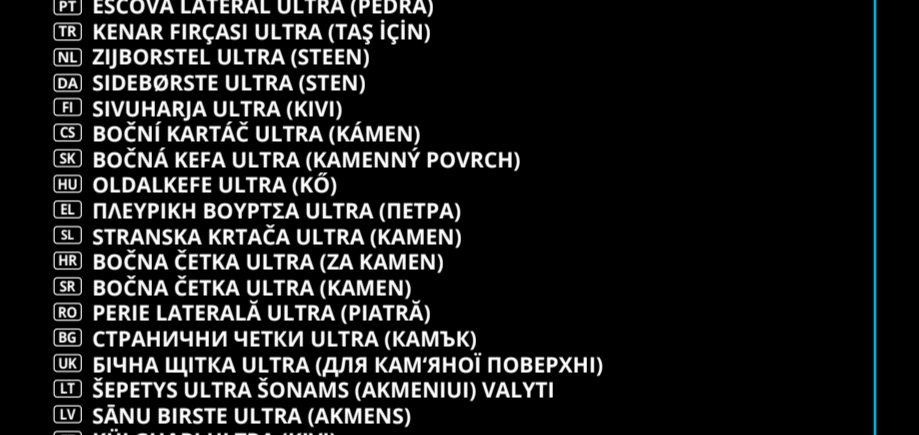 PT ESCOVA LATERAL ULTRA (PEDRA)
TR KENAR FIRÇASI ULTRA (TAŞ İÇİN)
NL ZIJBORSTEL ULTRA (STEEN)
DA SIDEBØRSTE ULTRA (STEN)
FI SIVUHARJA ULTRA (KIVI)
CS BOČNÍ KARTÁČ ULTRA (KÁMEN)
SK BOČNÁ KEFA ULTRA (KAMENNÝ POVRCH)
HU OLDALKEFE ULTRA (KŐ)
EL ΠΛΕΥΡΙΚΗ ΒΟΥΡΤΣΑ ULTRA (ΠΕΤΡΑ)
SL STRANSKA KRTAČA ULTRA (KAMEN)
HR BOČNA ČETKA ULTRA (ZA KAMEN)
SR BOČNA ČETKA ULTRA (KAMEN)
RO PERIE LATERALĂ ULTRA (PIATRĂ)
BG СТРАНИЧНИ ЧЕТКИ ULTRA (КАМЪК)
UK БІЧНА ЩІТКА ULTRA (ДЛЯ КАМ‘ЯНОЇ ПОВЕРХНІ)
LT ŠEPETYS ULTRA ŠONAMS (AKMENIUI) VALYTI
LV SĀNU BIRSTE ULTRA (AKMENS)